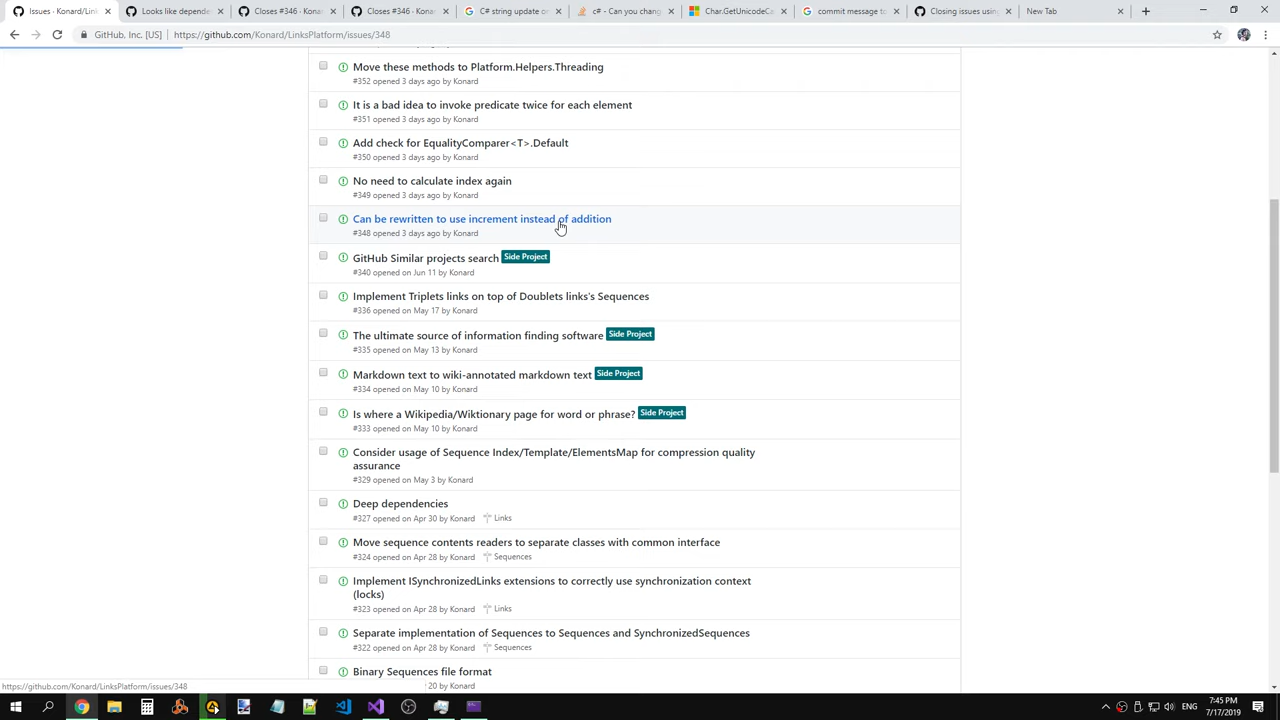 Issues · Konard/Lin
Looks like depende
Closes #346 · Konard
Closes #346 · Konard
C# string update on
c# - Can you chang
Char.GetUnicodeCa
commit message to
Closing issues using
New Tab
GitHub, Inc. [US] | https://github.com/Konard/LinksPlatform/issues/348
Move these methods to Platform.Helpers.Threading
#352 opened 3 days ago by Konard
It is a bad idea to invoke predicate twice for each element
#351 opened 3 days ago by Konard
Add check for EqualityComparer<T>.Default
#350 opened 3 days ago by Konard
No need to calculate index again
#349 opened 3 days ago by Konard
Can be rewritten to use increment instead of addition
#348 opened 3 days ago by Konard
GitHub Similar projects search Side Project
#340 opened on Jun 11 by Konard
Implement Triplets links on top of Doublets links's Sequences
#336 opened on May 17 by Konard
The ultimate source of information finding software Side Project
#335 opened on May 13 by Konard
Markdown text to wiki-annotated markdown text Side Project
#334 opened on May 10 by Konard
Is where a Wikipedia/Wiktionary page for word or phrase? Side Project
#333 opened on May 10 by Konard
Consider usage of Sequence Index/Template/ElementsMap for compression quality
assurance
#329 opened on May 3 by Konard
Deep dependencies
#327 opened on Apr 30 by Konard Links
Move sequence contents readers to separate classes with common interface
#324 opened on Apr 28 by Konard Sequences
Implement ISynchronizedLinks extensions to correctly use synchronization context
(locks)
#323 opened on Apr 28 by Konard Links
Separate implementation of Sequences to Sequences and SynchronizedSequences
#322 opened on Apr 28 by Konard Sequences
Binary Sequences file format
20 by Konard
https://github.com/Konard/LinksPlatform/issues/348
ENG
7:45 PM
7/17/2019